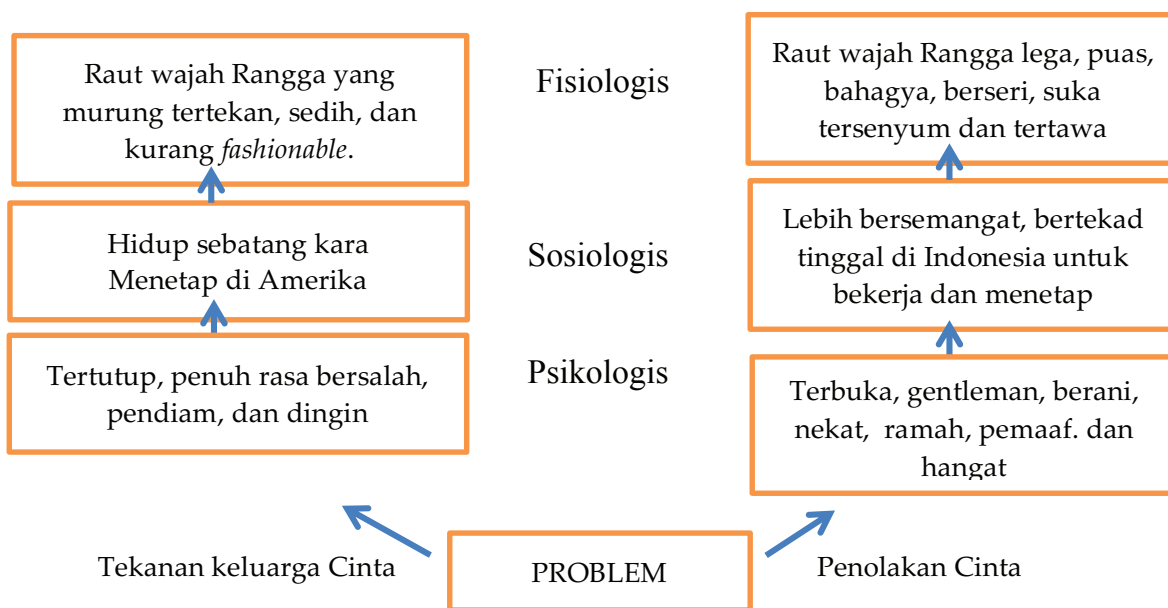 Raut wajah Rangga yang
murung tertekan, sedih, dan
kurang fashionable.
Fisiologis
Raut wajah Rangga lega, puas,
bahagya, berseri, suka
tersenyum dan tertawa
Hidup sebatang kara
Menetap di Amerika
Sosiologis
Lebih bersemangat, bertekad
tinggal di Indonesia untuk
bekerja dan menetap
Tertutup, penuh rasa bersalah,
pendiam, dan dingin
Psikologis
Terbuka, gentleman, berani,
nekat, ramah, pemaaf. dan
hangat
Tekanan keluarga Cinta
PROBLEM
Penolakan Cinta